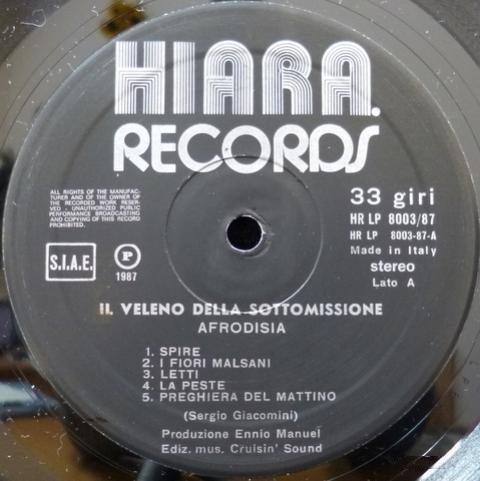 HIARA.
RECORDS
ALL RIGHTS OF THE MANUFAC-
TURER AND OF THE OWNER OF
THE RECORDED WORK RESER-
VED - UNAUTHORIZED PUBLIC
PERFORMANCE BROADCASTING
AND COPYING OF THIS RECORD
PROHIBITED.
S.I.A.E.
P
1987
33 giri
HR LP 8003/87
HR LP 8003-87-A
Made in Italy
stereo
Lato A
IL VELENO DELLA SOTTOMISSIONE
AFRODISIA
1. SPIRE
2. I FIORI MALSANI
3. LETTI
4. LA PESTE
5. PREGHIERA DEL MATTINO
(Sergio Giacomini)
Produzione Ennio Manuel
Ediz. mus. Cruisin' Sound